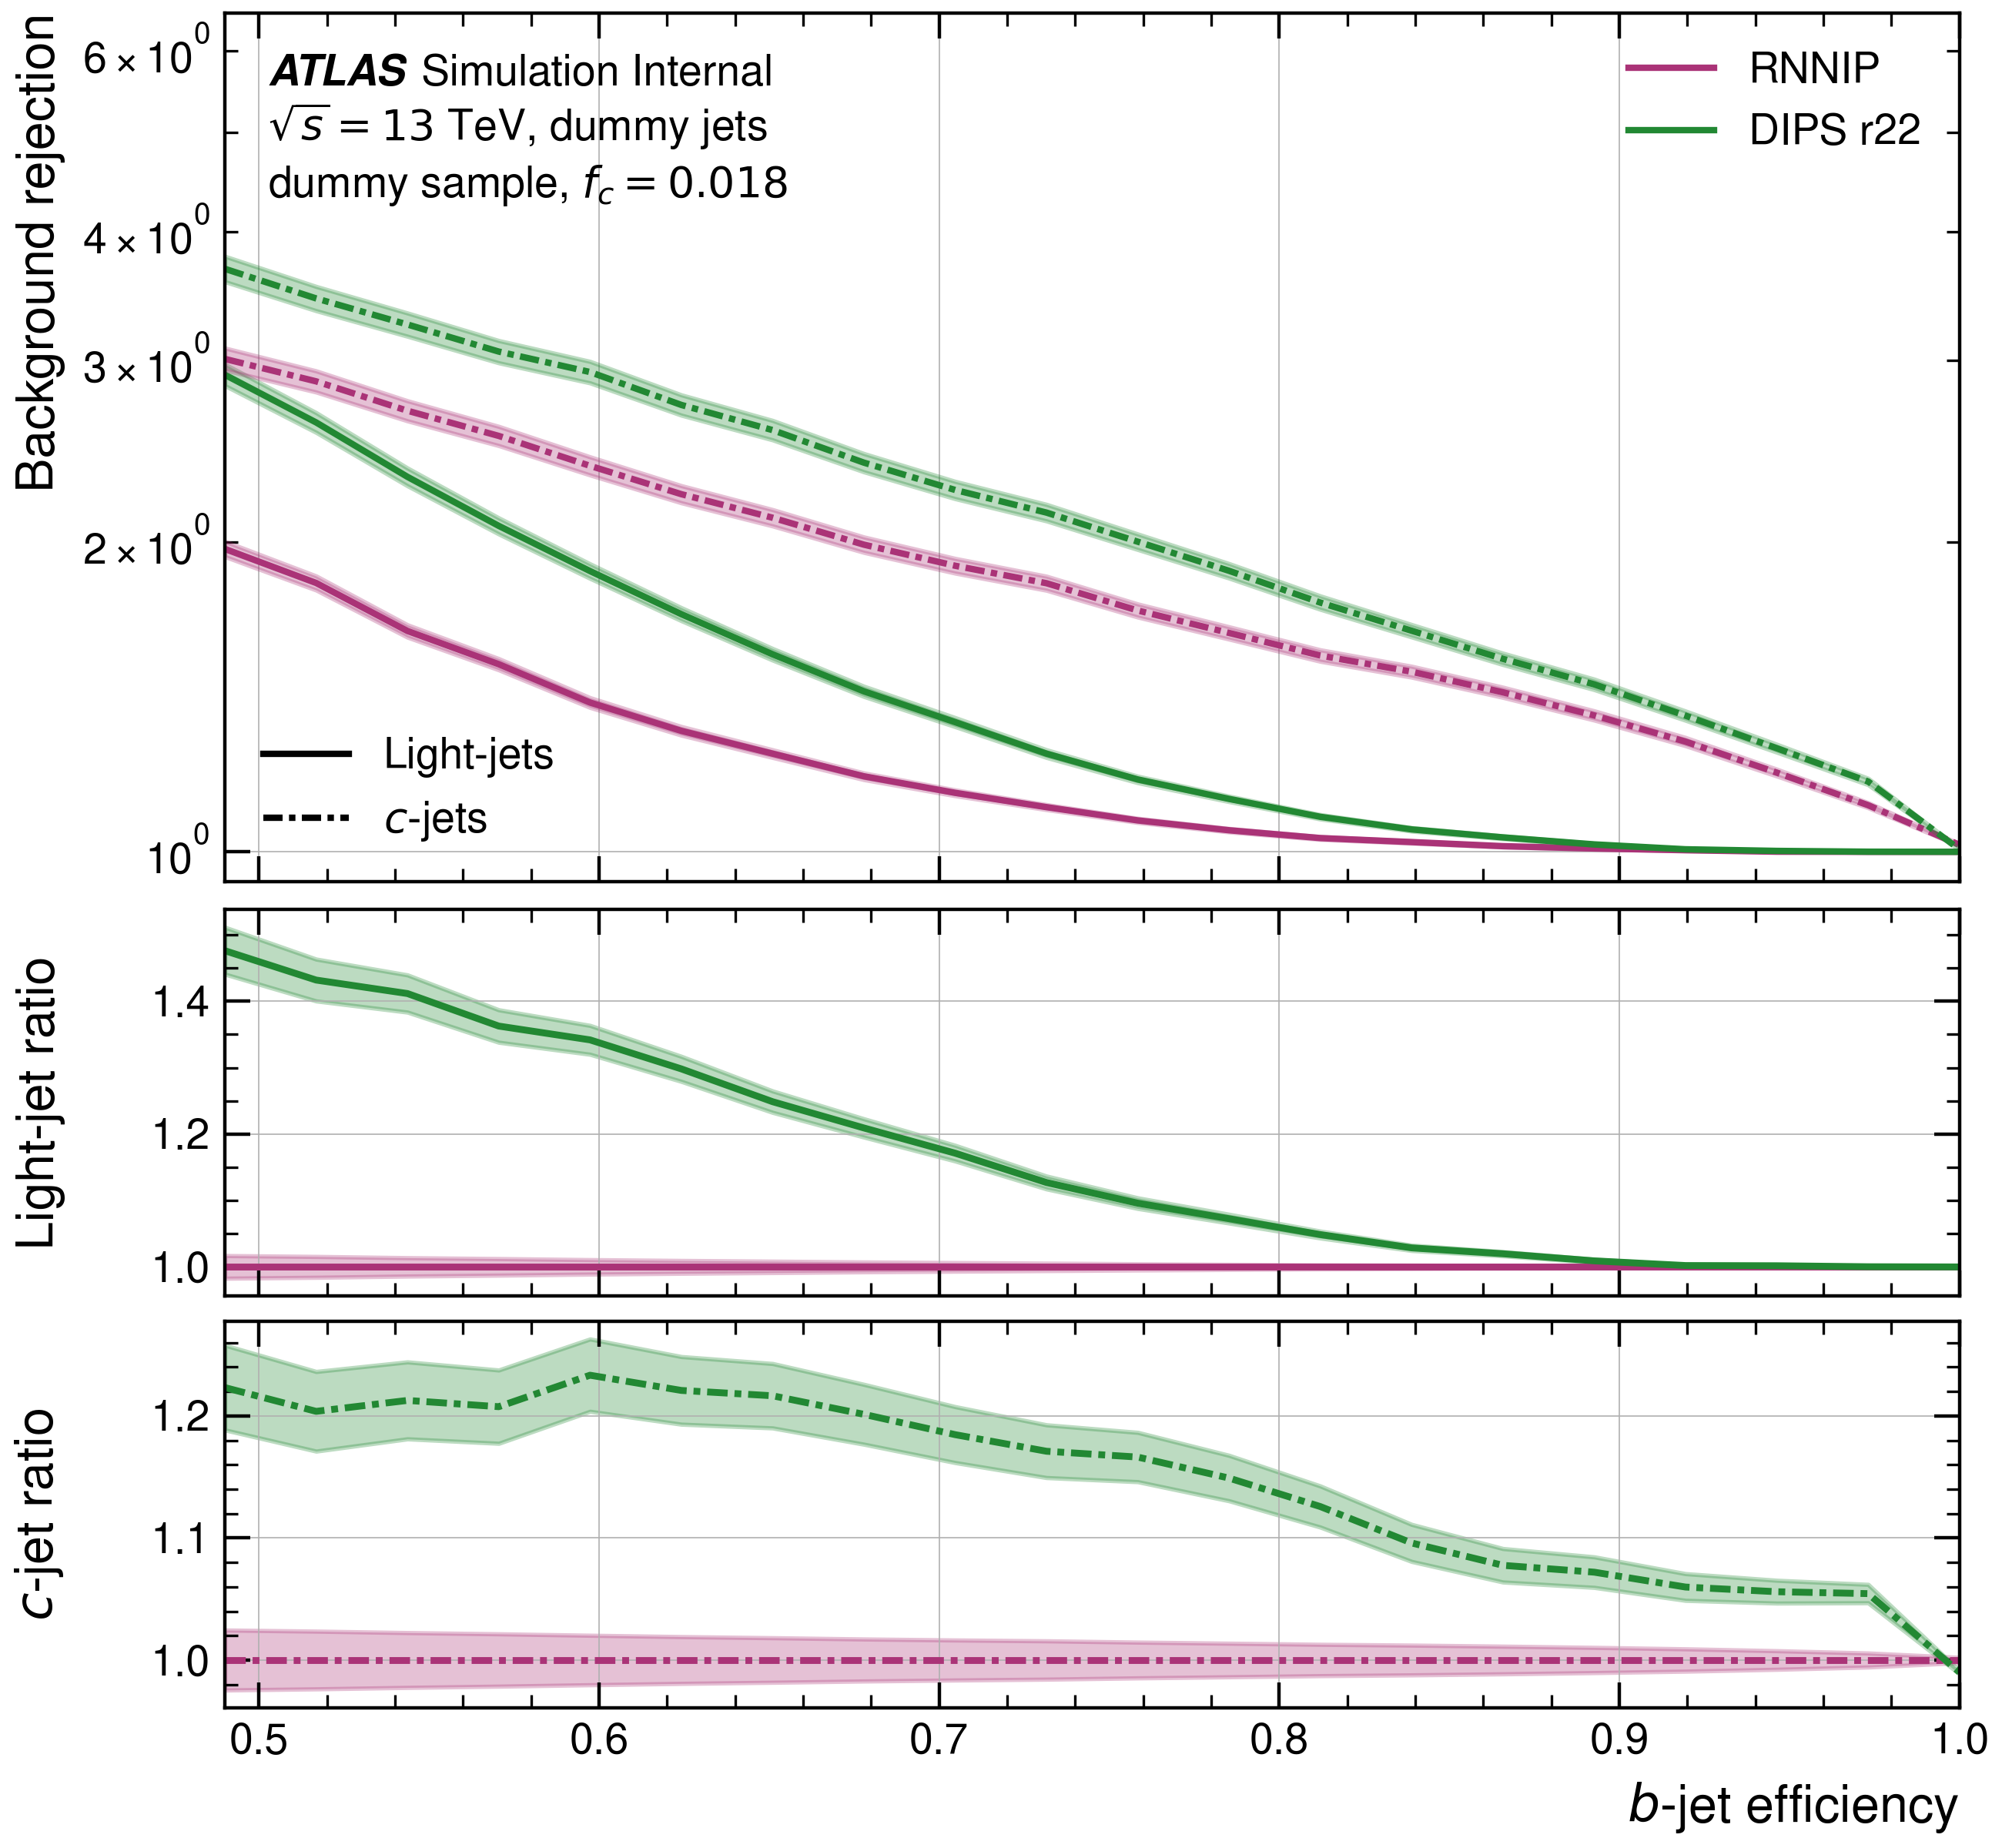 Background rejection
6 × 10⁰
4 × 10⁰
3 × 10⁰
2 × 10⁰
10⁰
ATLAS Simulation Internal
√s = 13 TeV, dummy jets
dummy sample, f_c = 0.018
RNNIP
DIPS r22
Light-jets
c-jets
Light-jet ratio
1.4
1.2
1.0
c-jet ratio
1.2
1.1
1.0
0.5 0.6 0.7 0.8 0.9 1.0
b-jet efficiency